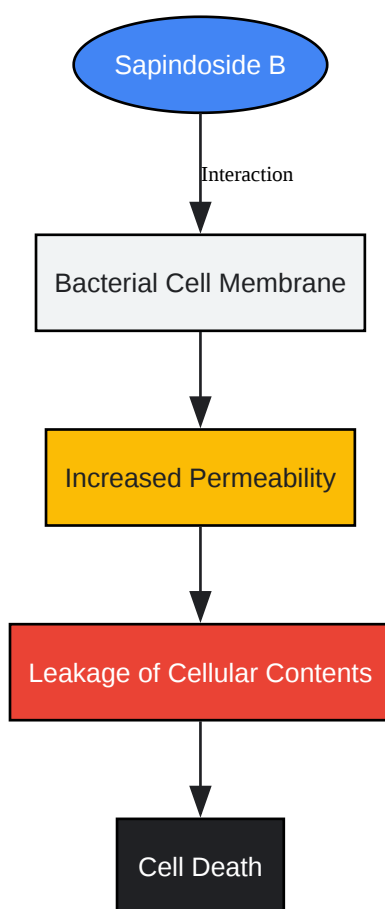 Sapindoside B
Interaction
Bacterial Cell Membrane
Increased Permeability
Leakage of Cellular Contents
Cell Death